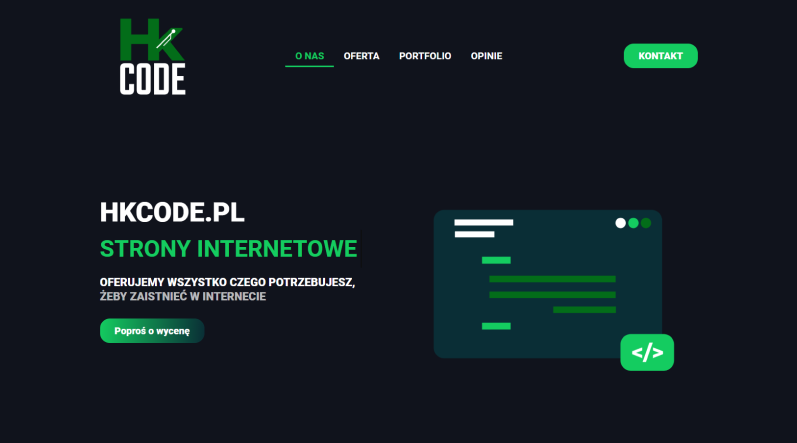 HK
CODE
O NAS OFERTA PORTFOLIO OPINIE KONTAKT
HKCODE.PL
STRONY INTERNETOWE
OFERUJEMY WSZYSTKO CZEGO POTRZEBUJESZ,
ŻEBY ZAISTNIEĆ W INTERNECIE
Poproś o wycenę
</>